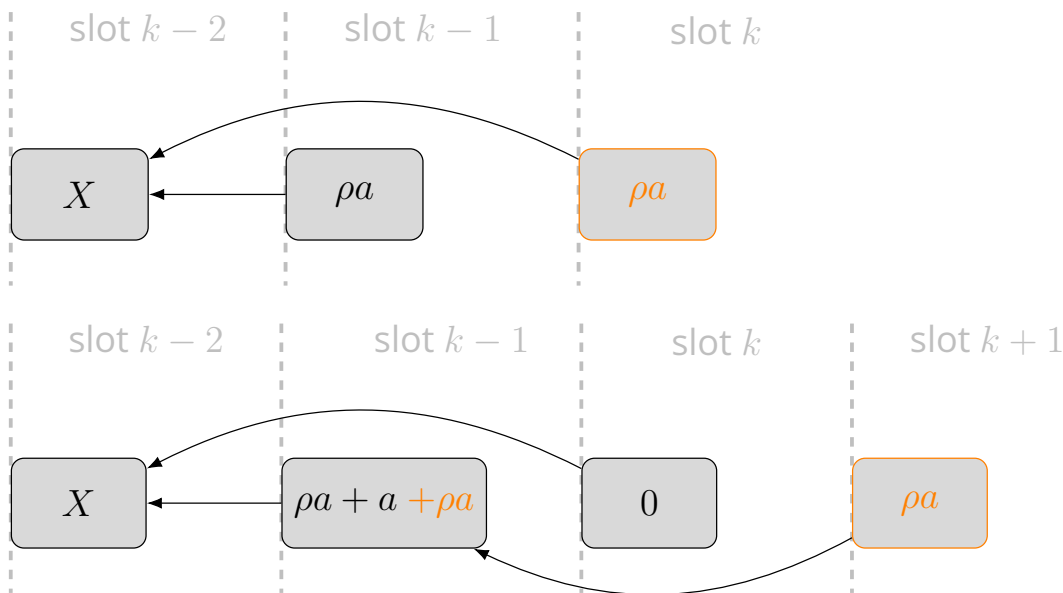 slot k − 2 slot k − 1 slot k
X ρa ρa
slot k − 2 slot k − 1 slot k slot k + 1
X ρa + a +ρa 0 ρa